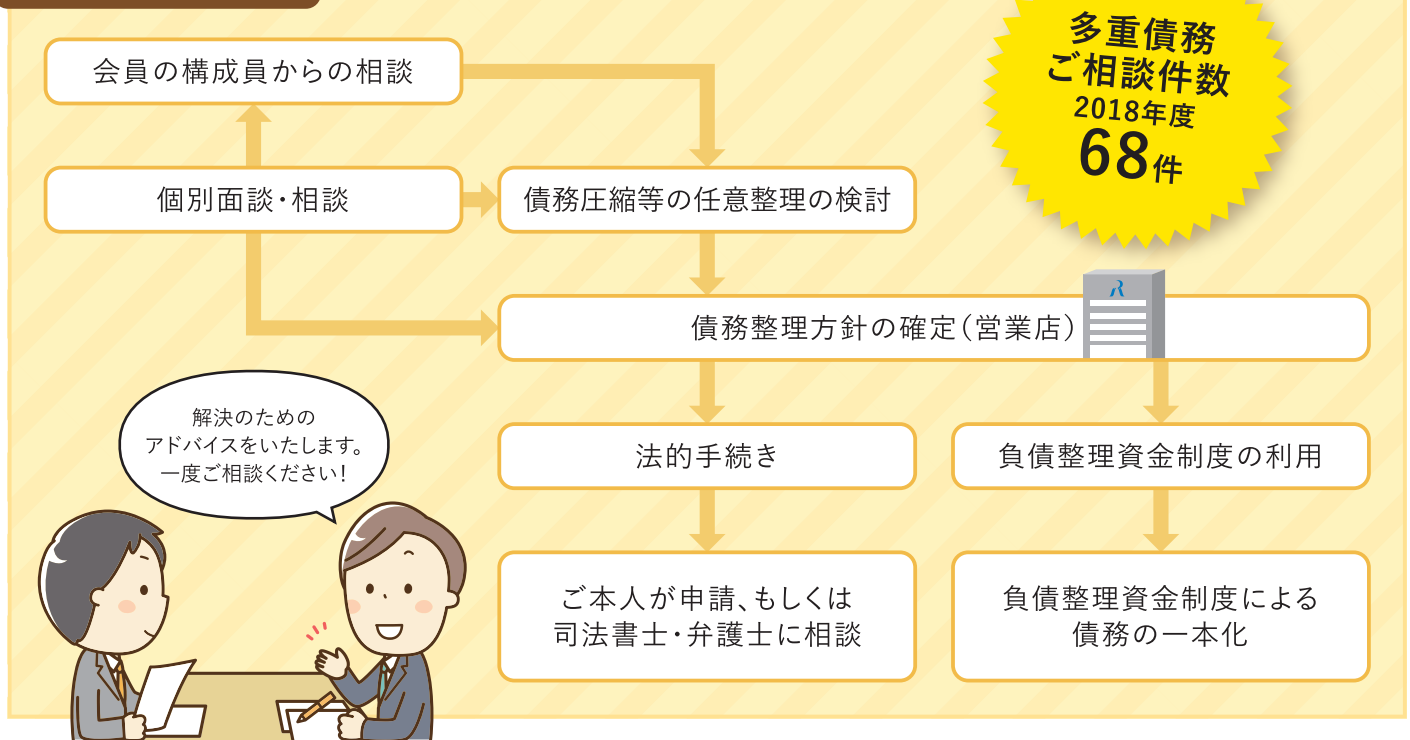 会員の構成員からの相談
多重債務
ご相談件数
2018年度
68件
個別面談・相談
債務圧縮等の任意整理の検討
債務整理方針の確定（営業店）
R
解決のための
アドバイスをいたします。
一度ご相談ください！
法的手続き
負債整理資金制度の利用
ご本人が申請、もしくは
司法書士・弁護士に相談
負債整理資金制度による
債務の一本化